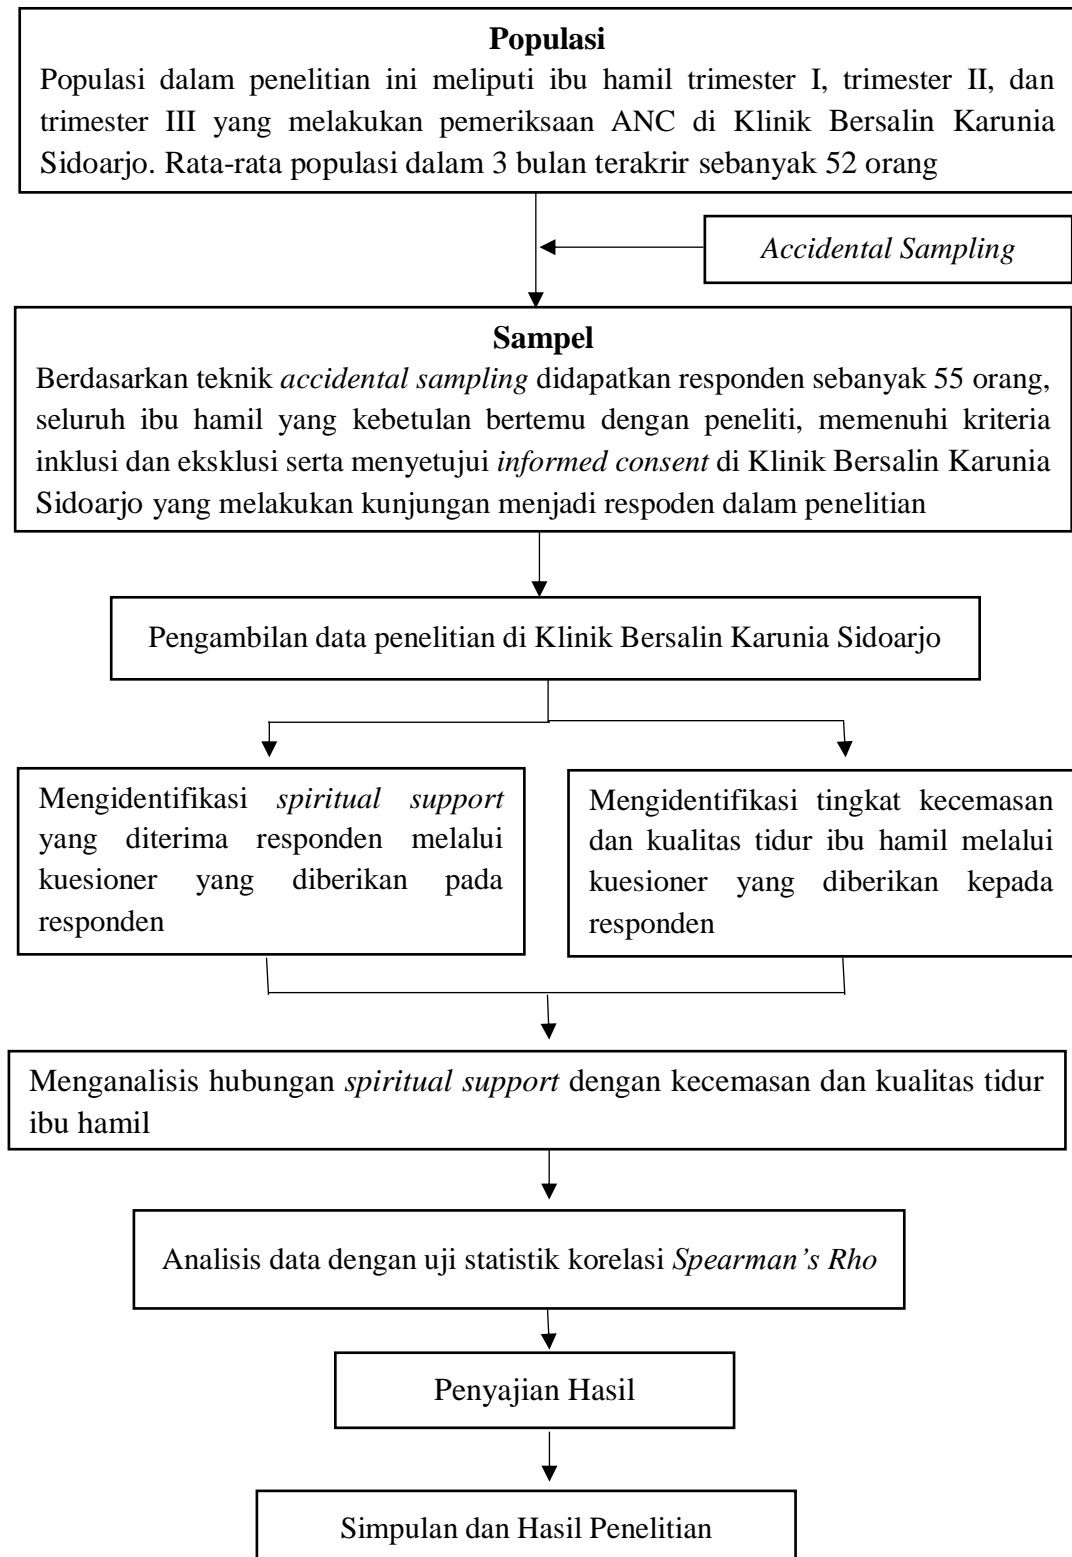 Populasi
Populasi dalam penelitian ini meliputi ibu hamil trimester I, trimester II, dan
trimester III yang melakukan pemeriksaan ANC di Klinik Bersalin Karunia
Sidoarjo. Rata-rata populasi dalam 3 bulan terakrir sebanyak 52 orang
Accidental Sampling
Sampel
Berdasarkan teknik accidental sampling didapatkan responden sebanyak 55 orang,
seluruh ibu hamil yang kebetulan bertemu dengan peneliti, memenuhi kriteria
inklusi dan eksklusi serta menyetujui informed consent di Klinik Bersalin Karunia
Sidoarjo yang melakukan kunjungan menjadi respoden dalam penelitian
Pengambilan data penelitian di Klinik Bersalin Karunia Sidoarjo
Mengidentifikasi spiritual support
yang diterima responden melalui
kuesioner yang diberikan pada
responden
Mengidentifikasi tingkat kecemasan
dan kualitas tidur ibu hamil melalui
kuesioner yang diberikan kepada
responden
Menganalisis hubungan spiritual support dengan kecemasan dan kualitas tidur
ibu hamil
Analisis data dengan uji statistik korelasi Spearman’s Rho
Penyajian Hasil
Simpulan dan Hasil Penelitian